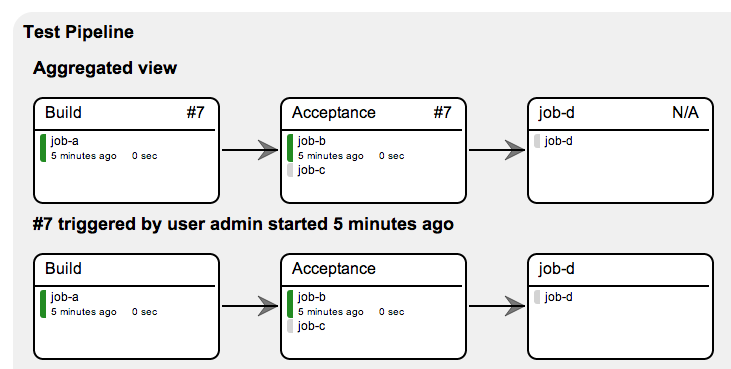 Test Pipeline
Aggregated view
Build #7
job-a
5 minutes ago 0 sec
Acceptance #7
job-b
5 minutes ago 0 sec
job-c
job-d N/A
job-d
#7 triggered by user admin started 5 minutes ago
Build
job-a
5 minutes ago 0 sec
Acceptance
job-b
5 minutes ago 0 sec
job-c
job-d
job-d